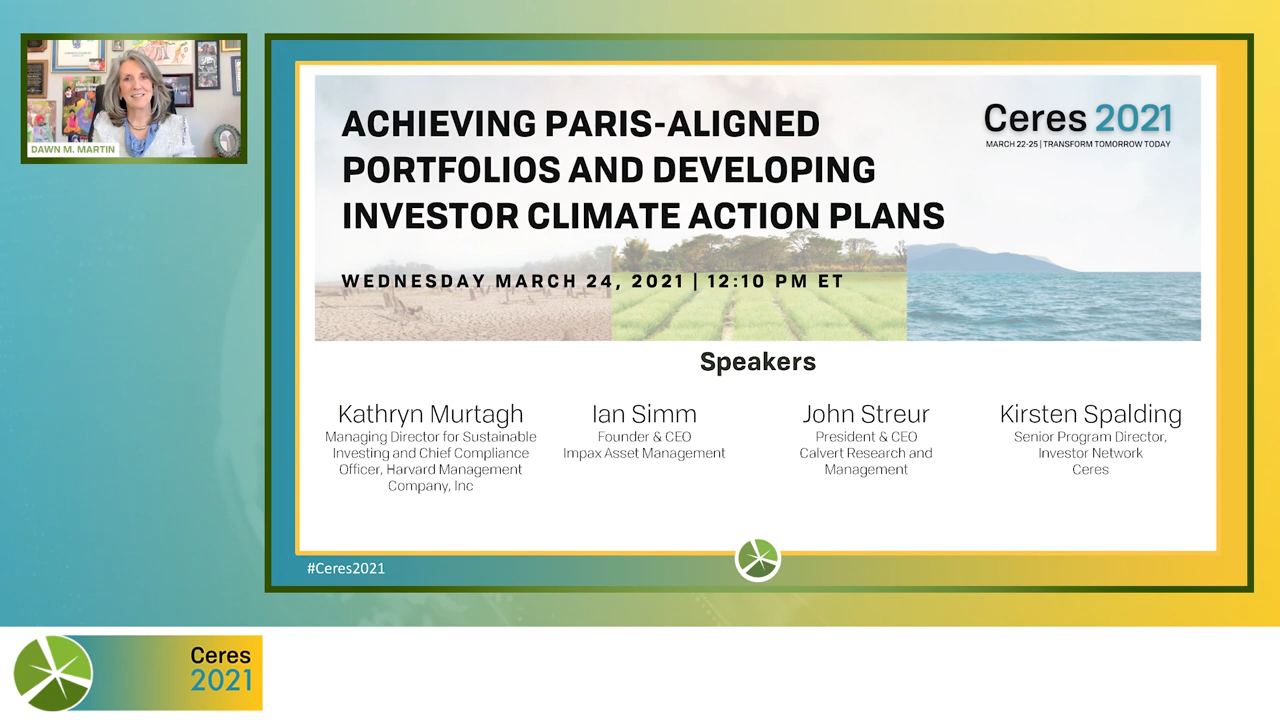 DAWN M. MARTIN
ACHIEVING PARIS-ALIGNED
PORTFOLIOS AND DEVELOPING
INVESTOR CLIMATE ACTION PLANS
WEDNESDAY MARCH 24, 2021 | 12:10 PM ET
Ceres 2021
MARCH 22-25 | TRANSFORM TOMORROW TODAY
Speakers
Kathryn Murtagh
Managing Director for Sustainable
Investing and Chief Compliance
Officer, Harvard Management
Company, Inc
Ian Simm
Founder & CEO
Impax Asset Management
John Streur
President & CEO
Calvert Research and
Management
Kirsten Spalding
Senior Program Director,
Investor Network
Ceres
#Ceres2021
Ceres
2021